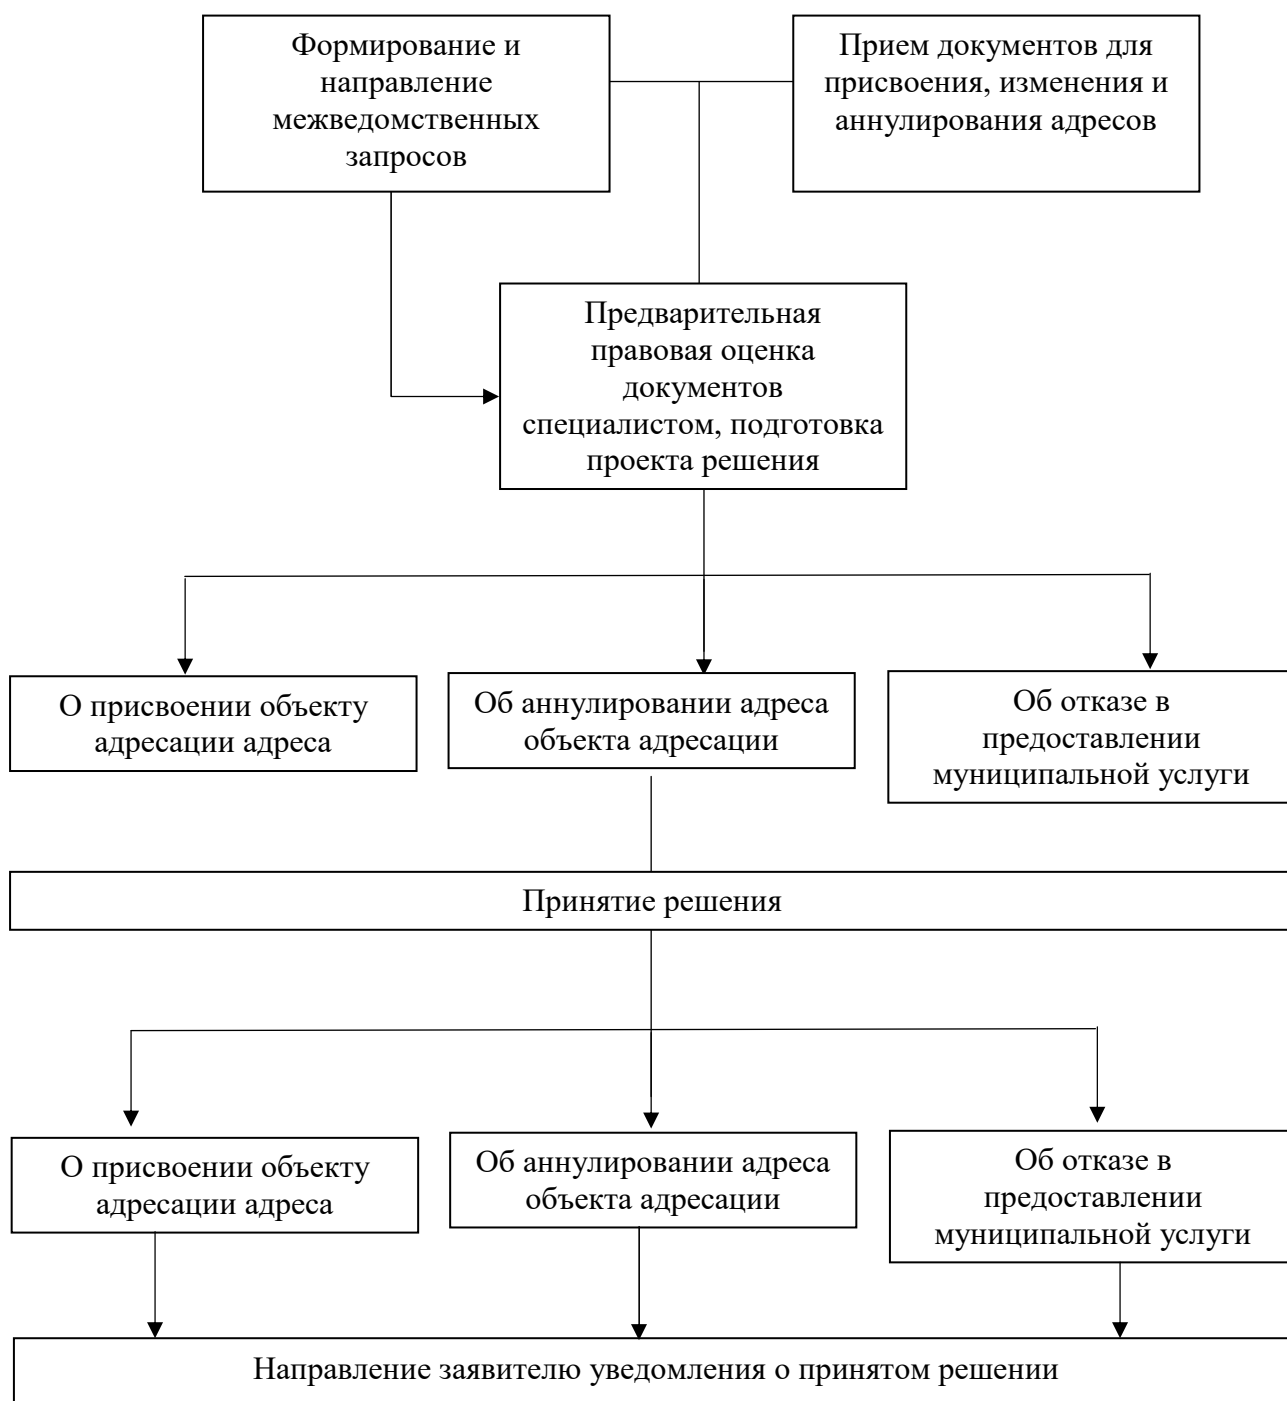 Формирование и
направление
межведомственных
запросов
Прием документов для
присвоения, изменения и
аннулирования адресов
Предварительная
правовая оценка
документов
специалистом, подготовка
проекта решения
О присвоении объекту
адресации адреса
Об аннулировании адреса
объекта адресации
Об отказе в
предоставлении
муниципальной услуги
Принятие решения
О присвоении объекту
адресации адреса
Об аннулировании адреса
объекта адресации
Об отказе в
предоставлении
муниципальной услуги
Направление заявителю уведомления о принятом решении